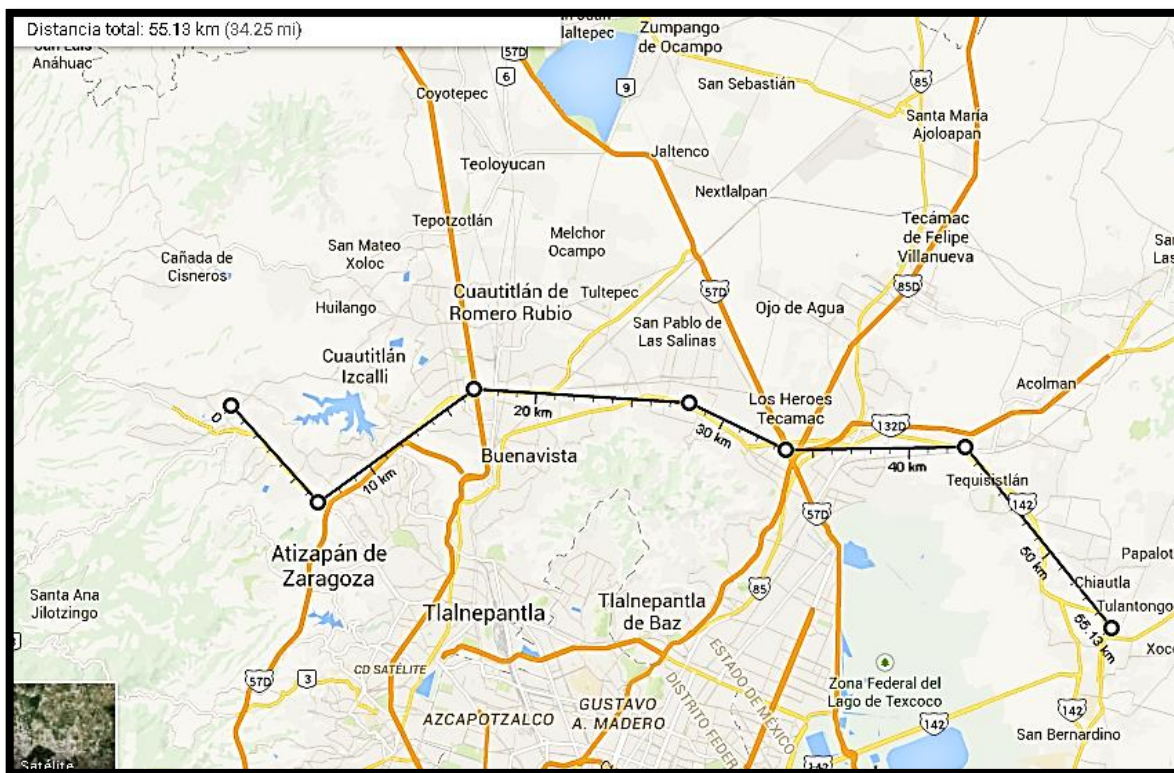 Distancia total: 55.13 km (34.25 mi)
Anáhuac
Zumpango
de Ocampo
57D
6
9
85
Coyotepec
San Sebastián
Santa María
Ajoloapan
Teoloyucan
Jaltenco
Nextlalpan
Tepotzotlán
Melchor
Ocampo
Tecámac
de Felipe
Villanueva
San Mateo
Xoloc
Cañada de
Cisneros
Huilango
Cuautitlán de
Romero Rubio
Tultepec
57D
85D
San Pablo de
Las Salinas
Ojo de Agua
Cuautitlán
Izcalli
Acolman
Los Heroes
Tecamac
0
20 km
30 km
132D
40 km
10 km
Buenavista
Tequisistlán
142
57D
50 km
Atizapán de
Zaragoza
Papalot
Chiautla
Santa Ana
Jilotzingo
Tlalnepantla
Tlalnepantla
de Baz
85
Tulantongo
55.13 km
CD SATÉLITE
57D
3
ESTADO DE MÉXICO
DISTRITO FEDER
Zona Federal del
Lago de Texcoco
AZCAPOTZALCO
GUSTAVO
A. MADERO
142
142
San Bernardino
Satélite